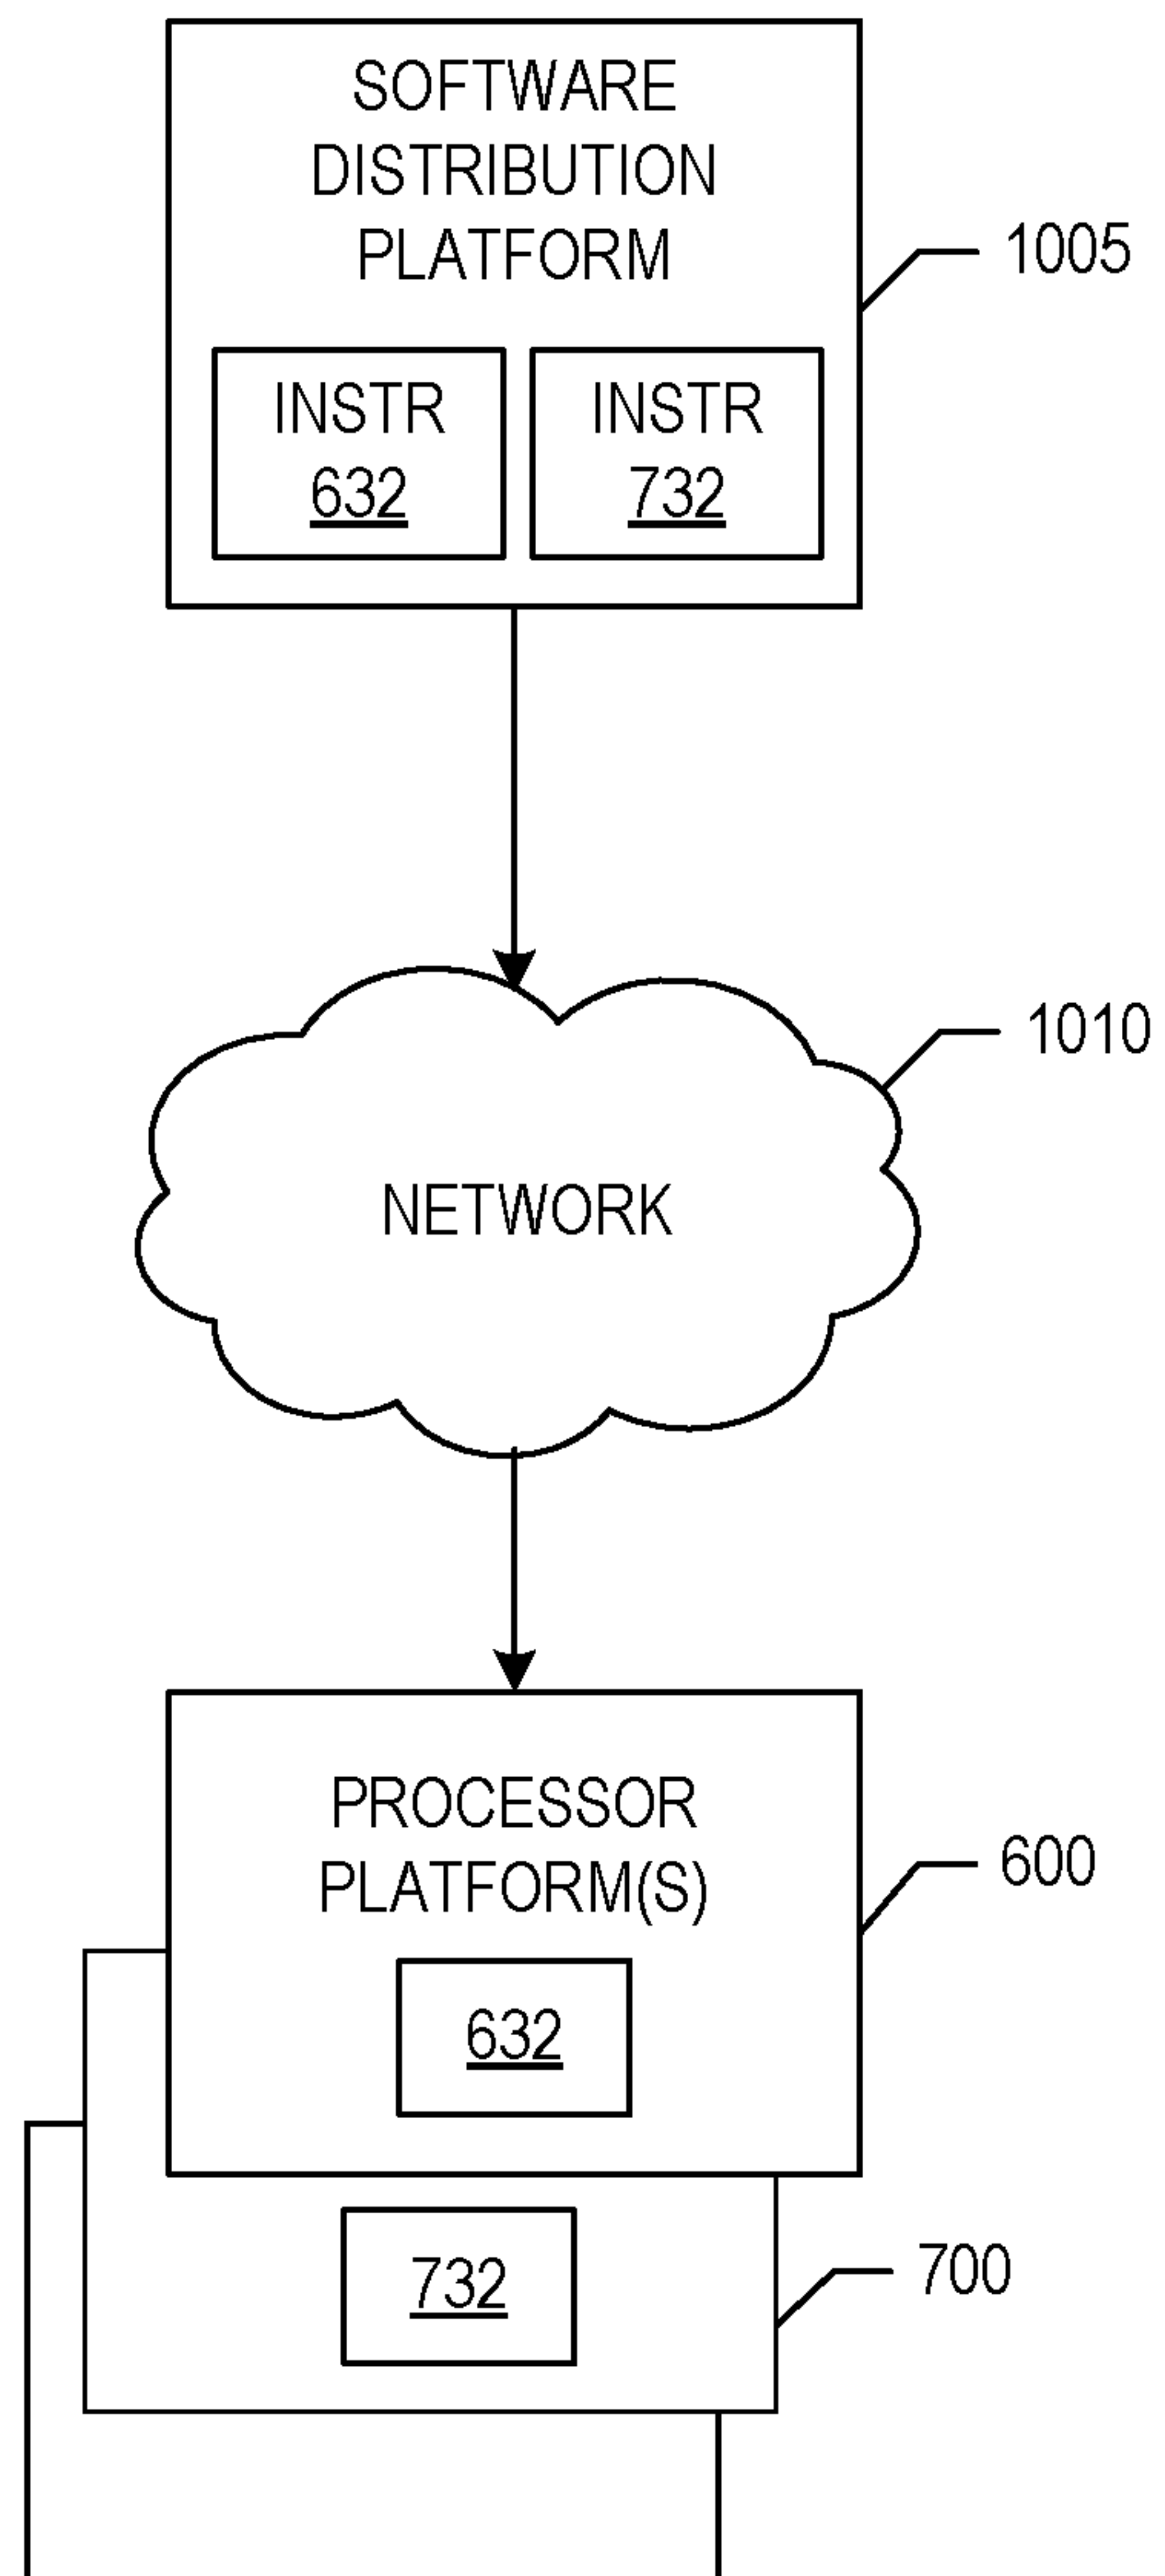 SOFTWARE
DISTRIBUTION
PLATFORM
1005
INSTR
632
INSTR
732
1010
NETWORK
PROCESSOR
PLATFORM(S)
600
632
732
700